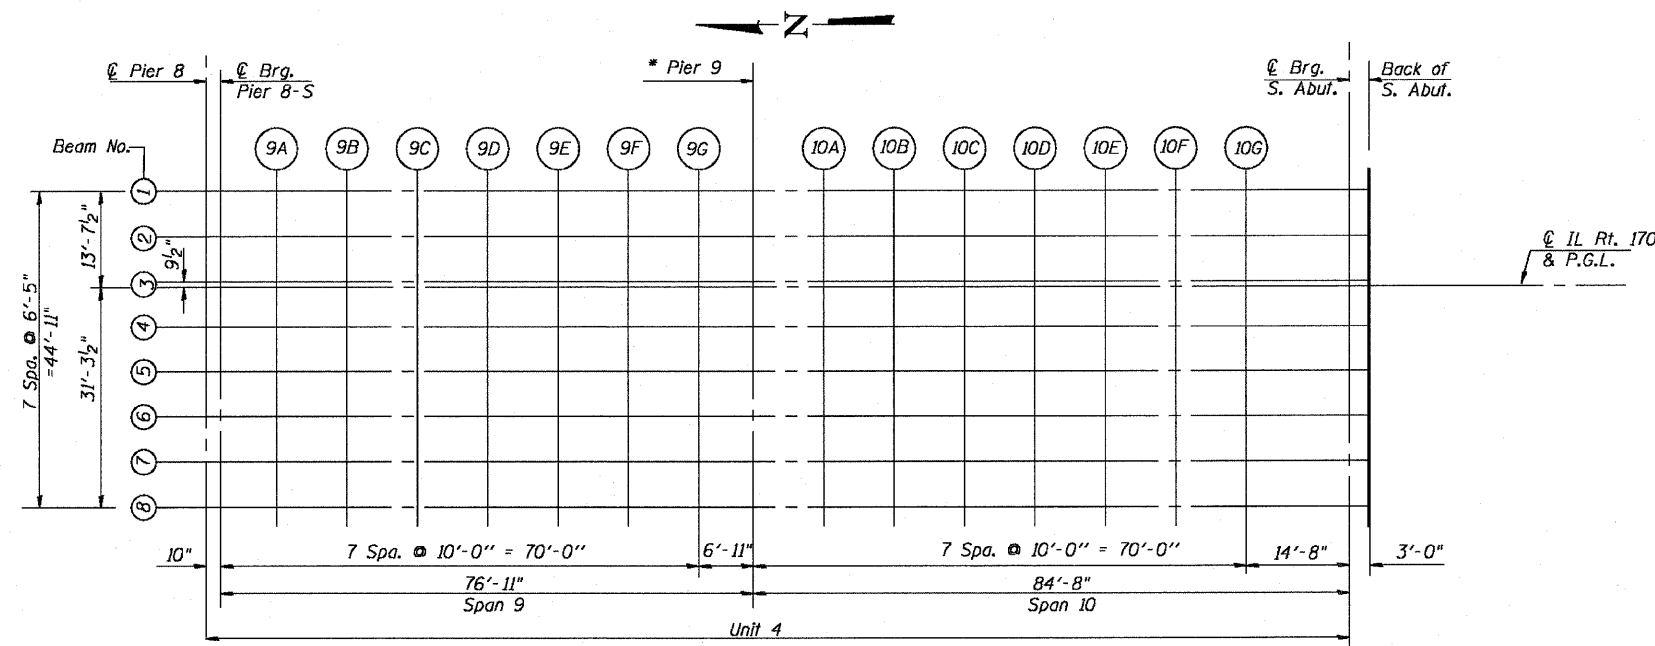 N
℄ Pier 8
℄ Brg.
Pier 8-S
* Pier 9
℄ Brg.
S. Abut.
Back of
S. Abut.
Beam No.
9A
9B
9C
9D
9E
9F
9G
10A
10B
10C
10D
10E
10F
10G
1
2
3
4
5
6
7
8
7 Spa. @ 6'-5"
=44'-11"
13'-7½"
31'-3½"
9½"
℄ IL Rt. 170
& P.G.L.
10"
7 Spa. @ 10'-0" = 70'-0"
6'-11"
7 Spa. @ 10'-0" = 70'-0"
14'-8"
3'-0"
76'-11"
Span 9
84'-8"
Span 10
Unit 4